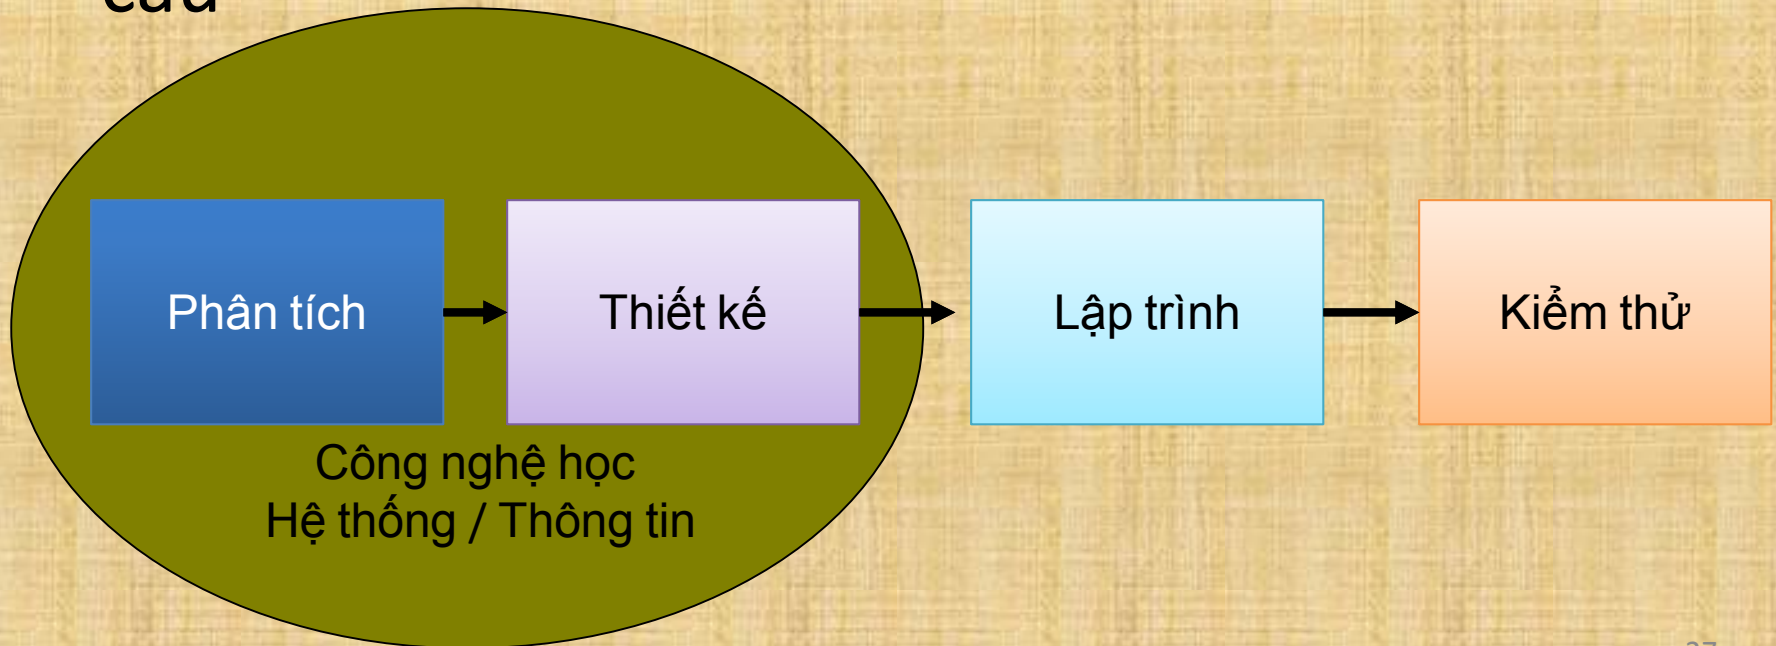 Phân tích
Thiết kế
Lập trình
Kiểm thử
Công nghệ học
Hệ thống / Thông tin